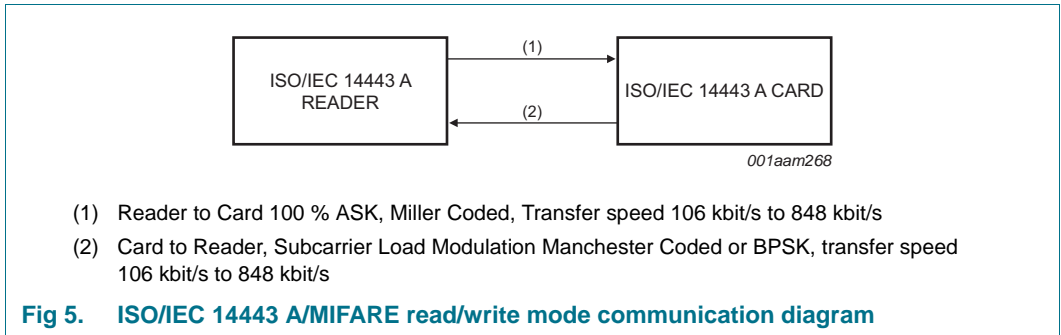 (1)
ISO/IEC 14443 A
READER
ISO/IEC 14443 A CARD
(2)
001aam268
(1) Reader to Card 100 % ASK, Miller Coded, Transfer speed 106 kbit/s to 848 kbit/s
(2) Card to Reader, Subcarrier Load Modulation Manchester Coded or BPSK, transfer speed
106 kbit/s to 848 kbit/s
Fig 5. ISO/IEC 14443 A/MIFARE read/write mode communication diagram